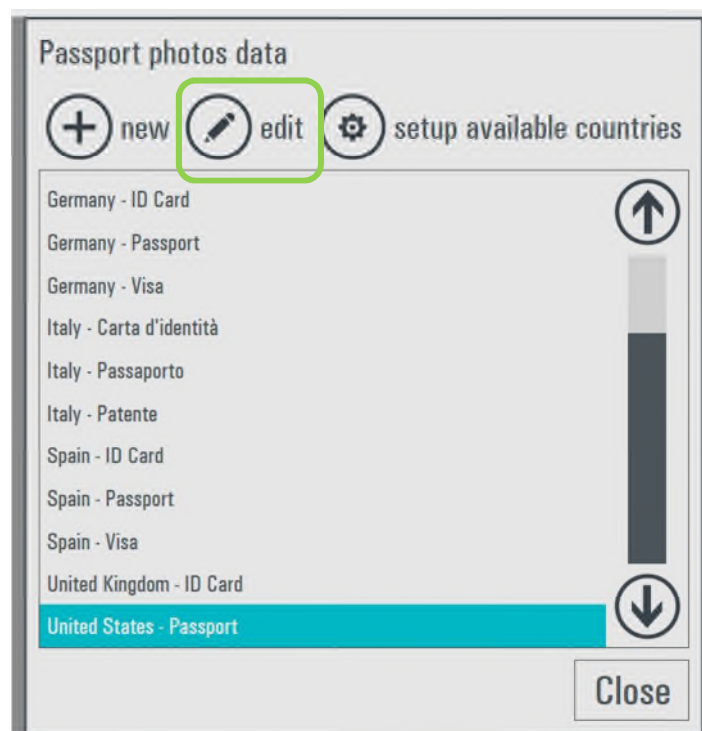 Passport photos data
new edit setup available countries
Germany - ID Card
Germany - Passport
Germany - Visa
Italy - Carta d'identità
Italy - Passaporto
Italy - Patente
Spain - ID Card
Spain - Passport
Spain - Visa
United Kingdom - ID Card
United States - Passport
Close